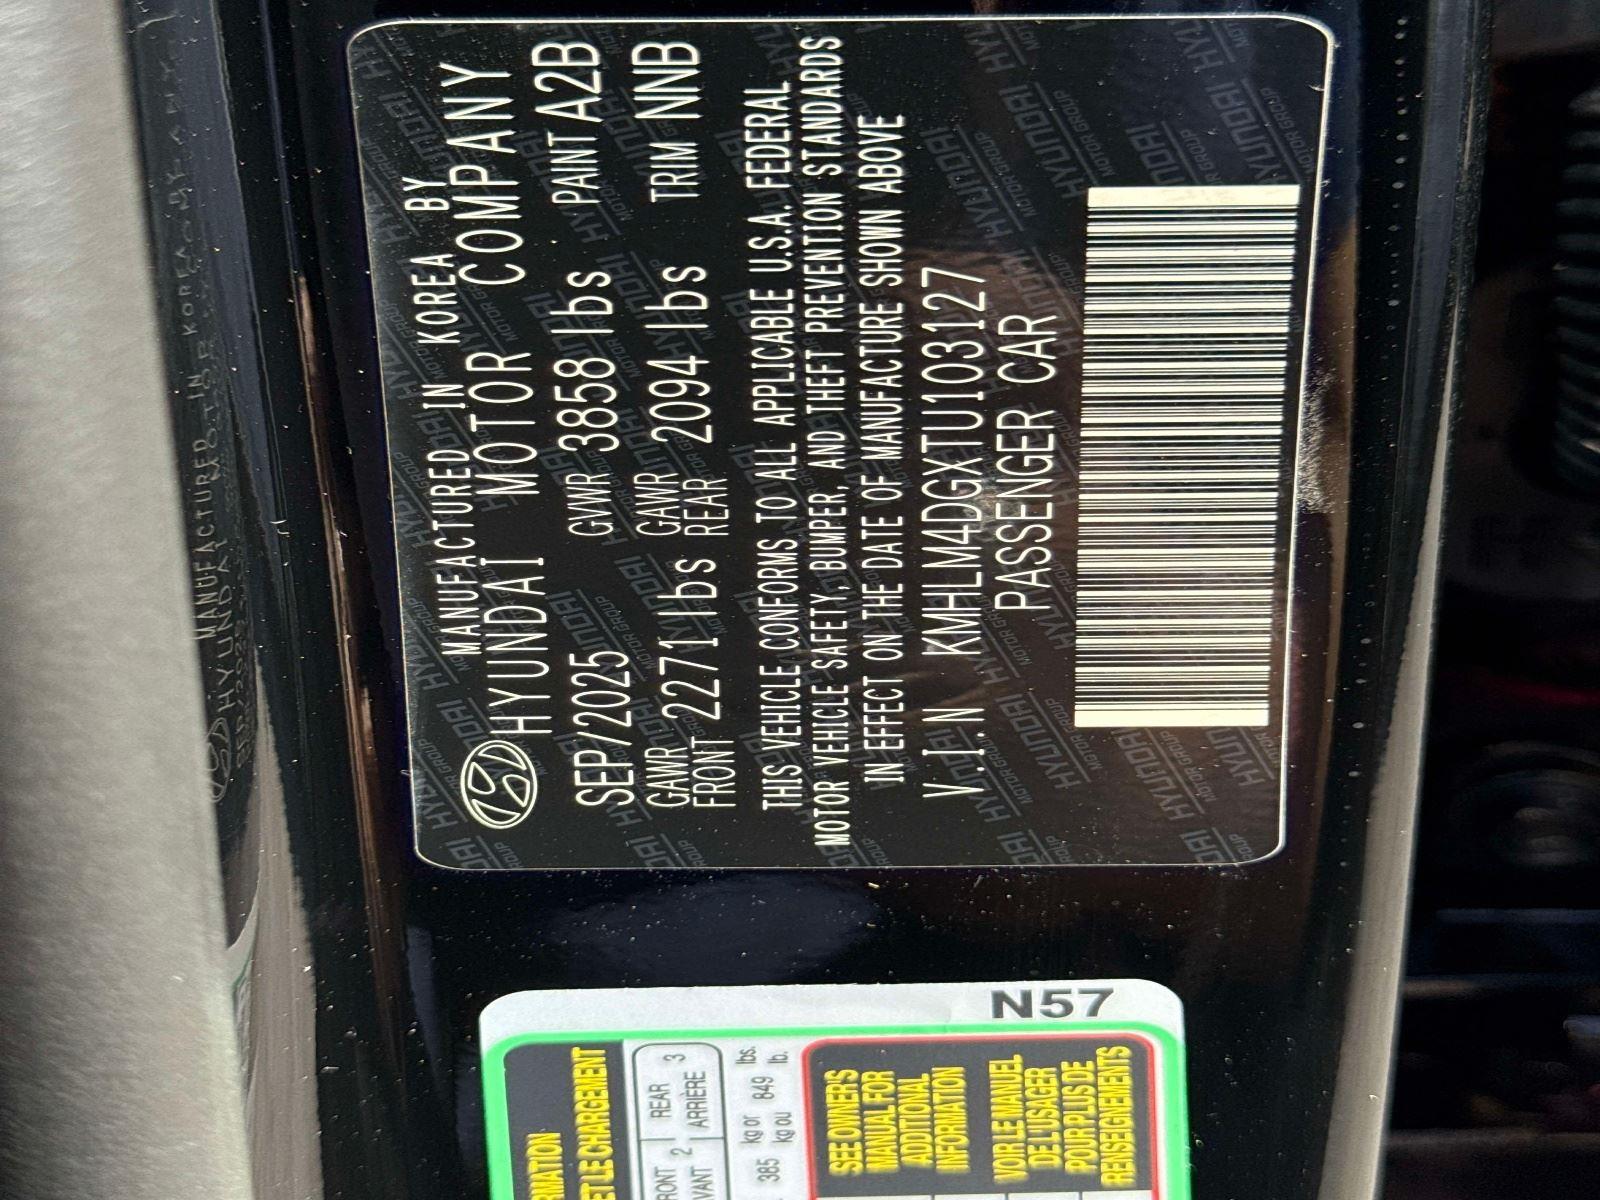 MANUFACTURED IN KOREA BY
HYUNDAI MOTOR COMPANY
SEP/2025 GVWR 3858 lbs PAINT A2B
GAWR FRONT 2271 lbs GAWR REAR 2094 lbs TRIM NNB
THIS VEHICLE CONFORMS TO ALL APPLICABLE U.S.A. FEDERAL
MOTOR VEHICLE SAFETY, BUMPER, AND THEFT PREVENTION STANDARDS
IN EFFECT ON THE DATE OF MANUFACTURE SHOWN ABOVE
V.I.N KMHLM4DGXTU103127
PASSENGER CAR
ET LE CHARGEMENT
REAR 3
ARRIÈRE
2
385 kg or 849 lbs.
kg ou lb.
SEE OWNER'S
MANUAL FOR
ADDITIONAL
INFORMATION
VOIR LE MANUEL
DE L'USAGER
POUR PLUS DE
RENSEIGNEMENTS
N57